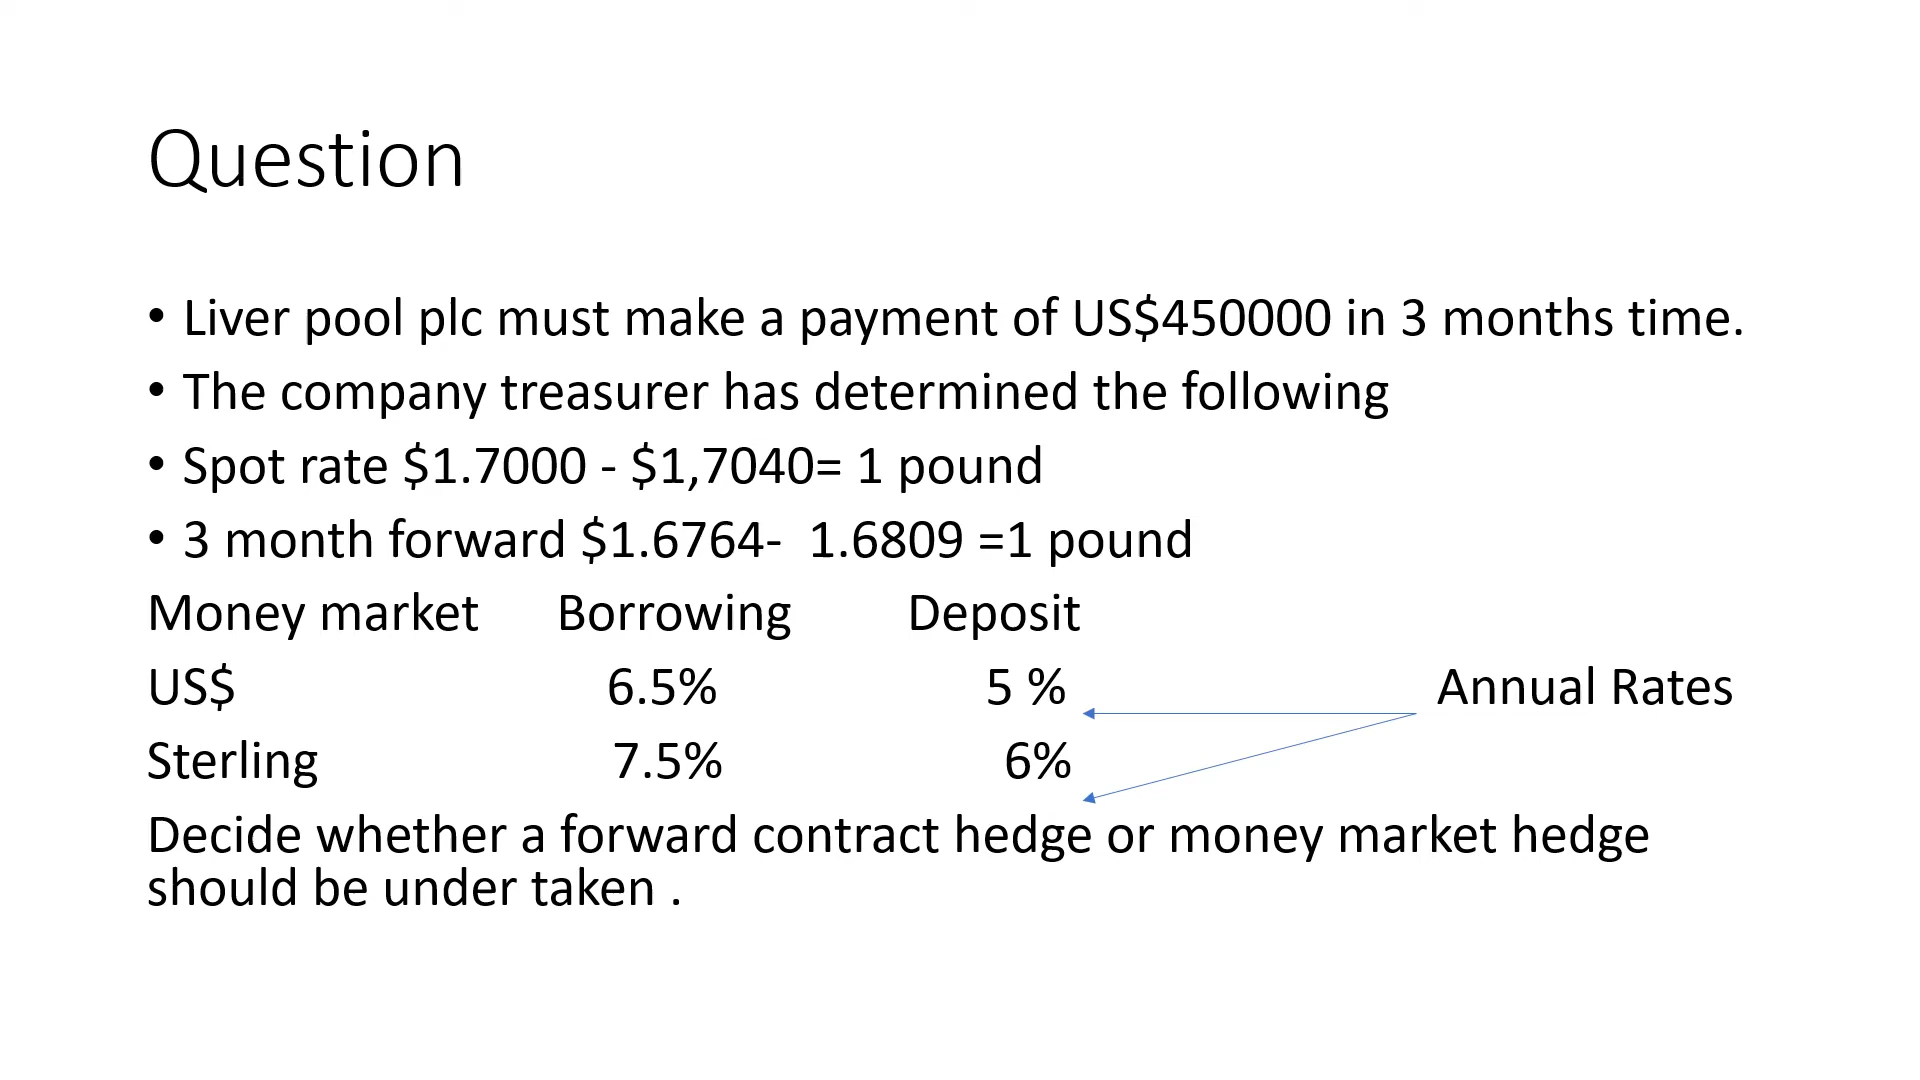 Question
• Liver pool plc must make a payment of US$450000 in 3 months time.
• The company treasurer has determined the following
• Spot rate $1.7000 - $1,7040= 1 pound
• 3 month forward $1.6764- 1.6809 =1 pound
Money market Borrowing Deposit
US$ 6.5% 5 % Annual Rates
Sterling 7.5% 6%
Decide whether a forward contract hedge or money market hedge
should be under taken .